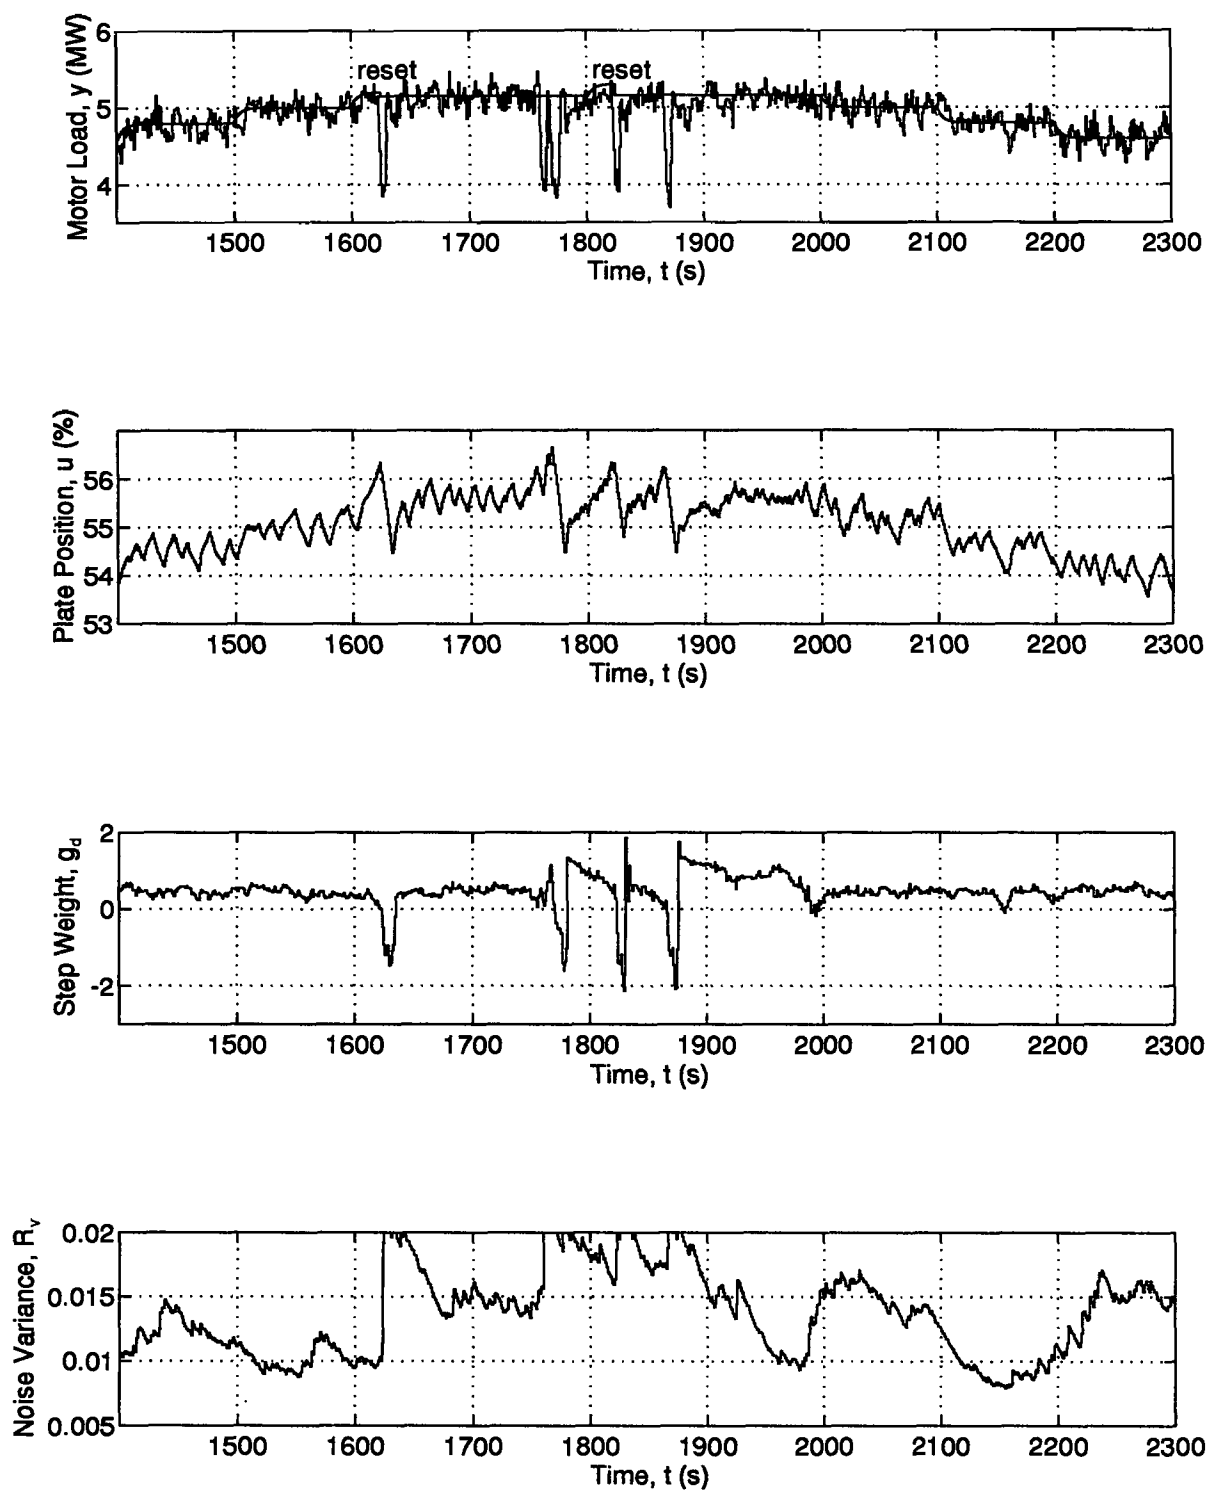 Motor Load, y (MW)
6
5
4
reset
reset
1500 1600 1700 1800 1900 2000 2100 2200 2300
Time, t (s)
Plate Position, u (%)
56
55
54
53
1500 1600 1700 1800 1900 2000 2100 2200 2300
Time, t (s)
Step Weight, g_d
2
0
-2
1500 1600 1700 1800 1900 2000 2100 2200 2300
Time, t (s)
Noise Variance, R_v
0.02
0.015
0.01
0.005
1500 1600 1700 1800 1900 2000 2100 2200 2300
Time, t (s)